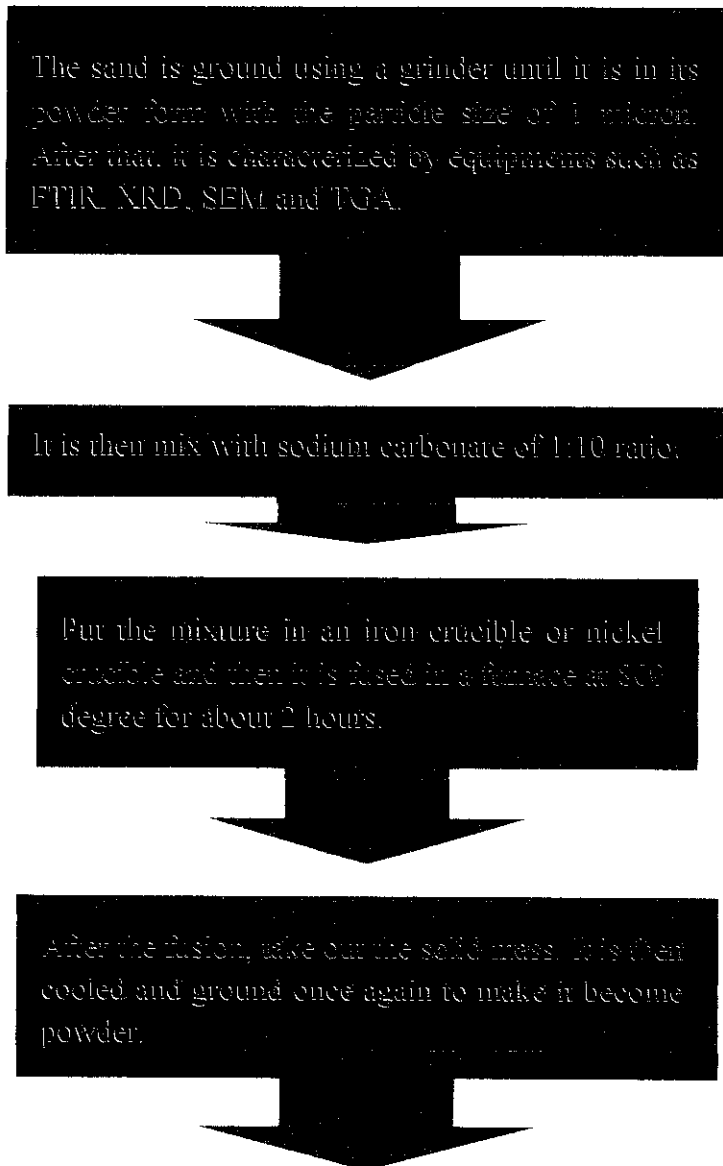 The sand is ground using a grinder until it is in its
powder form with the particle size of 1 micron.
After that, it is characterized by equipments such as
FTIR, XRD, SEM and TGA.
It is then mix with sodium carbonate of 1:10 ratio.
Put the mixture in an iron crucible or nickel
crucible and then it is fused in a furnace at
degree for about 2 hours.
After the fusion, take out the solid mass. It is then
cooled and ground once again to make it become
powder.